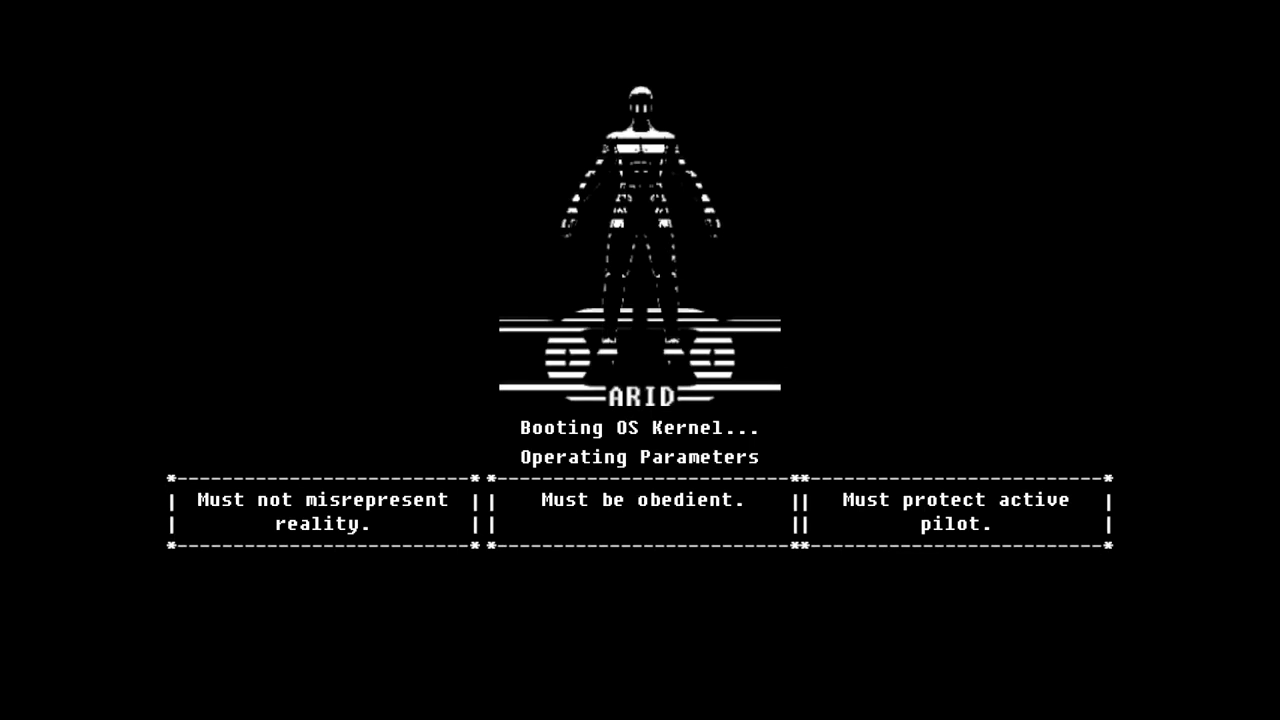 ARID
Booting OS Kernel...
Operating Parameters
Must not misrepresent
reality.
Must be obedient.
Must protect active
pilot.